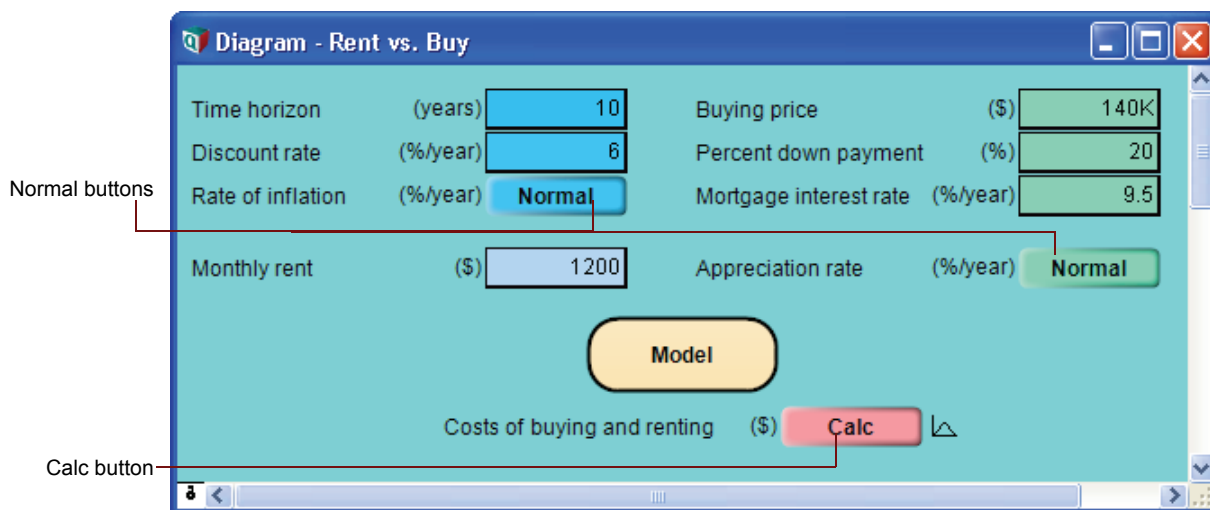 Diagram - Rent vs. Buy
Time horizon (years) 10 Buying price ($) 140K
Discount rate (%/year) 6 Percent down payment (%) 20
Normal buttons
Rate of inflation (%/year) Normal Mortgage interest rate (%/year) 9.5
Monthly rent ($) 1200 Appreciation rate (%/year) Normal
Model
Costs of buying and renting ($) Calc
Calc button